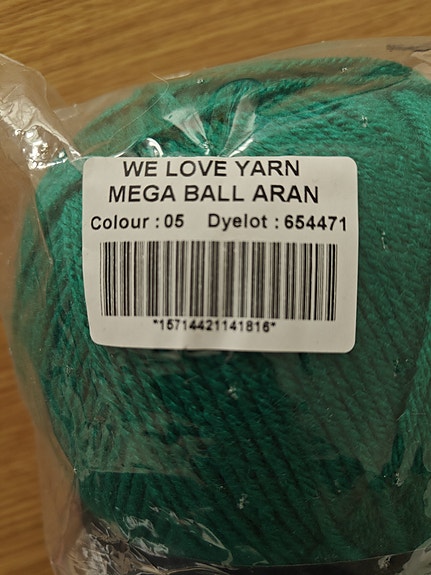 WE LOVE YARN
MEGA BALL ARAN
Colour : 05 Dyelot : 654471
*15714421141816*